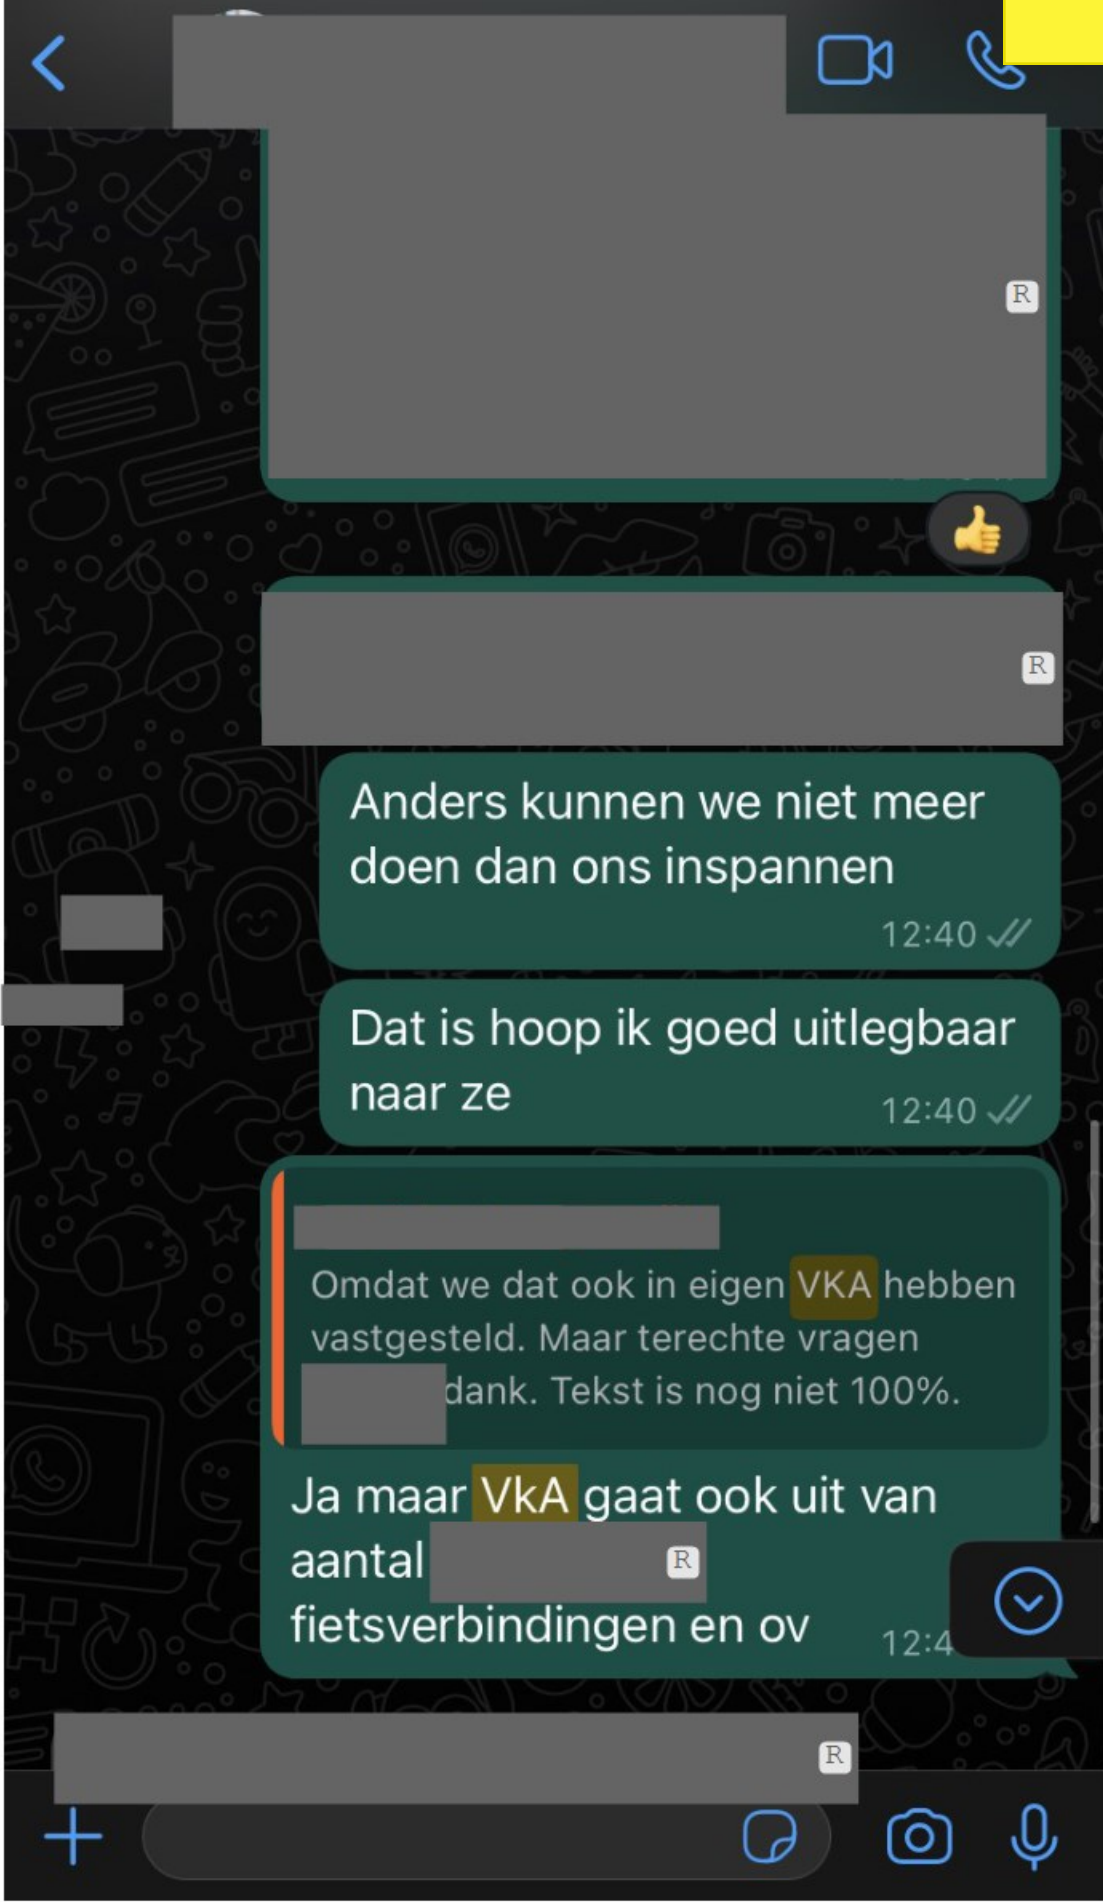 R
R
Anders kunnen we niet meer
doen dan ons inspannen
12:40
Dat is hoop ik goed uitlegbaar
naar ze
12:40
Omdat we dat ook in eigen VKA hebben
vastgesteld. Maar terechte vragen
dank. Tekst is nog niet 100%.
Ja maar VkA gaat ook uit van
aantal R
fietsverbindingen en ov
12:4
R